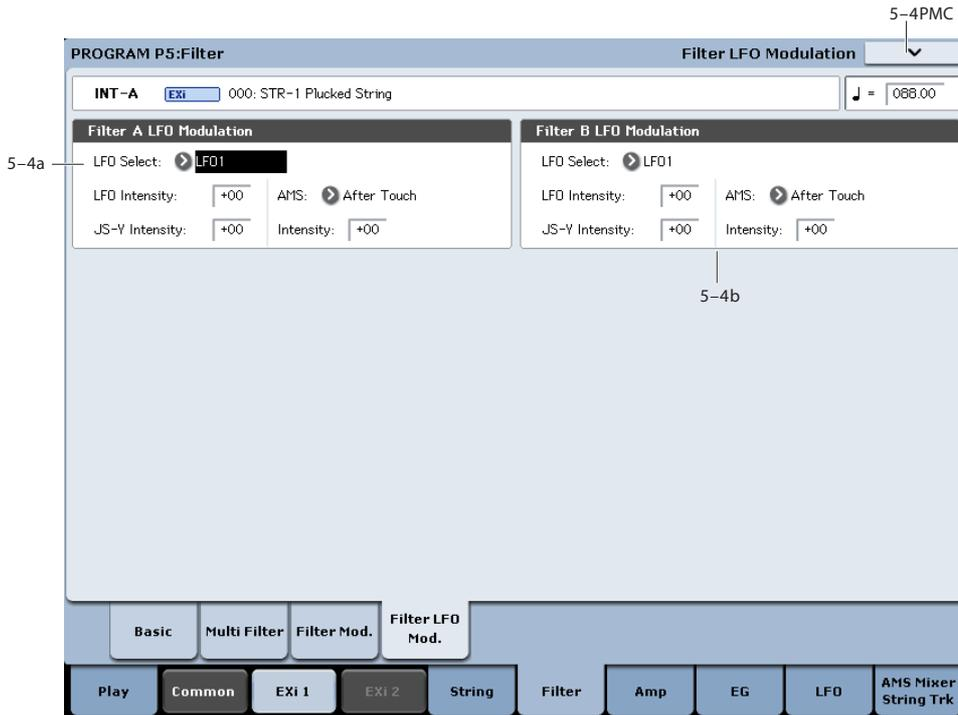 5–4PMC
PROGRAM P5:Filter Filter LFO Modulation
INT-A EXi 000: STR-1 Plucked String ♩ = 088.00
Filter A LFO Modulation Filter B LFO Modulation
5–4a LFO Select: LFO1 LFO Select: LFO1
LFO Intensity: +00 AMS: After Touch LFO Intensity: +00 AMS: After Touch
JS-Y Intensity: +00 Intensity: +00 JS-Y Intensity: +00 Intensity: +00
5–4b
Basic Multi Filter Filter Mod. Filter LFO Mod.
Play Common EXi 1 EXi 2 String Filter Amp EG LFO AMS Mixer String Trk